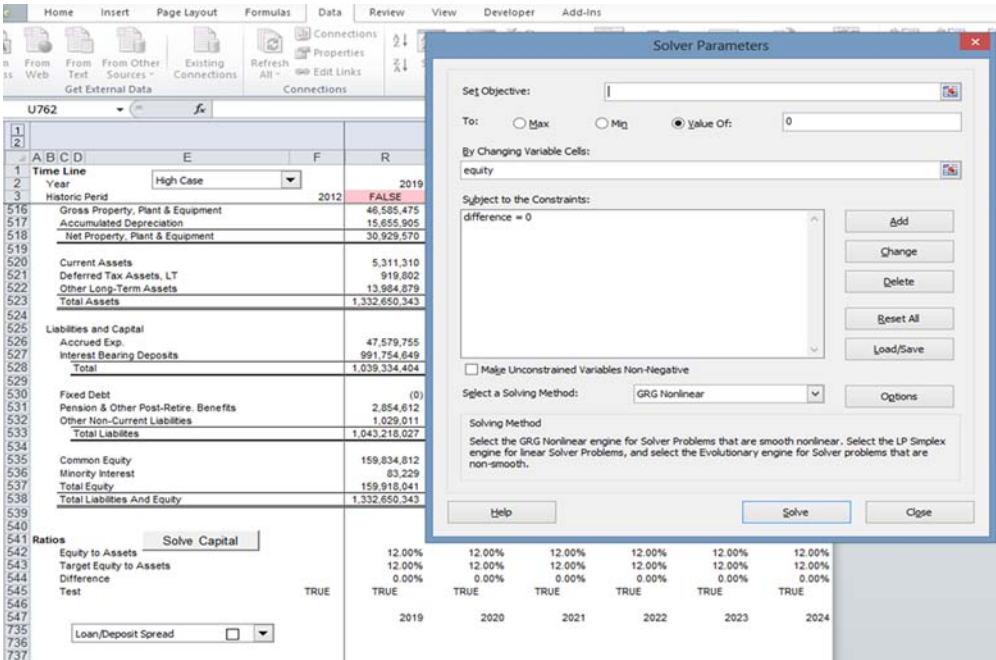 Home Insert Page Layout Formulas Data Review View Developer Add-Ins
From Web From Text From Other Sources Existing Connections Refresh All Connections
Properties
Edit Links
Get External Data Connections
U762 fx
Solver Parameters
Set Objective:
To: Max Min Value Of: 0
By Changing Variable Cells:
equity
Subject to the Constraints:
difference = 0
Add
Change
Delete
Reset All
Load/Save
Make Unconstrained Variables Non-Negative
Select a Solving Method: GRG Nonlinear Options
Solving Method
Select the GRG Nonlinear engine for Solver Problems that are smooth nonlinear. Select the LP Simplex
engine for linear Solver Problems, and select the Evolutionary engine for Solver problems that are
non-smooth.
Help Solve Close
1
2
A B C D E F R
1 Time Line
2 Year High Case 2019
3 Historic Perid 2012 FALSE
516 Gross Property, Plant & Equipment 46,585,475
517 Accumulated Depreciation 15,655,905
518 Net Property, Plant & Equipment 30,929,570
519
520 Current Assets 5,311,310
521 Deferred Tax Assets, LT 919,802
522 Other Long-Term Assets 13,984,879
523 Total Assets 1,332,650,343
524
525 Liabilities and Capital
526 Accrued Exp. 47,579,755
527 Interest Bearing Deposits 991,754,649
528 Total 1,039,334,404
529
530 Fixed Debt (0)
531 Pension & Other Post-Retire. Benefits 2,854,612
532 Other Non-Current Liabilities 1,029,011
533 Total Liabilites 1,043,218,027
534
535 Common Equity 159,834,812
536 Minority Interest 83,229
537 Total Equity 159,918,041
538 Total Liabilities And Equity 1,332,650,343
539
540
541 Ratios Solve Capital
542 Equity to Assets 12.00% 12.00% 12.00% 12.00% 12.00% 12.00%
543 Target Equity to Assets 12.00% 12.00% 12.00% 12.00% 12.00% 12.00%
544 Difference 0.00% 0.00% 0.00% 0.00% 0.00% 0.00%
545 Test TRUE TRUE TRUE TRUE TRUE TRUE TRUE
546
547 2019 2020 2021 2022 2023 2024
735 Loan/Deposit Spread
736
737